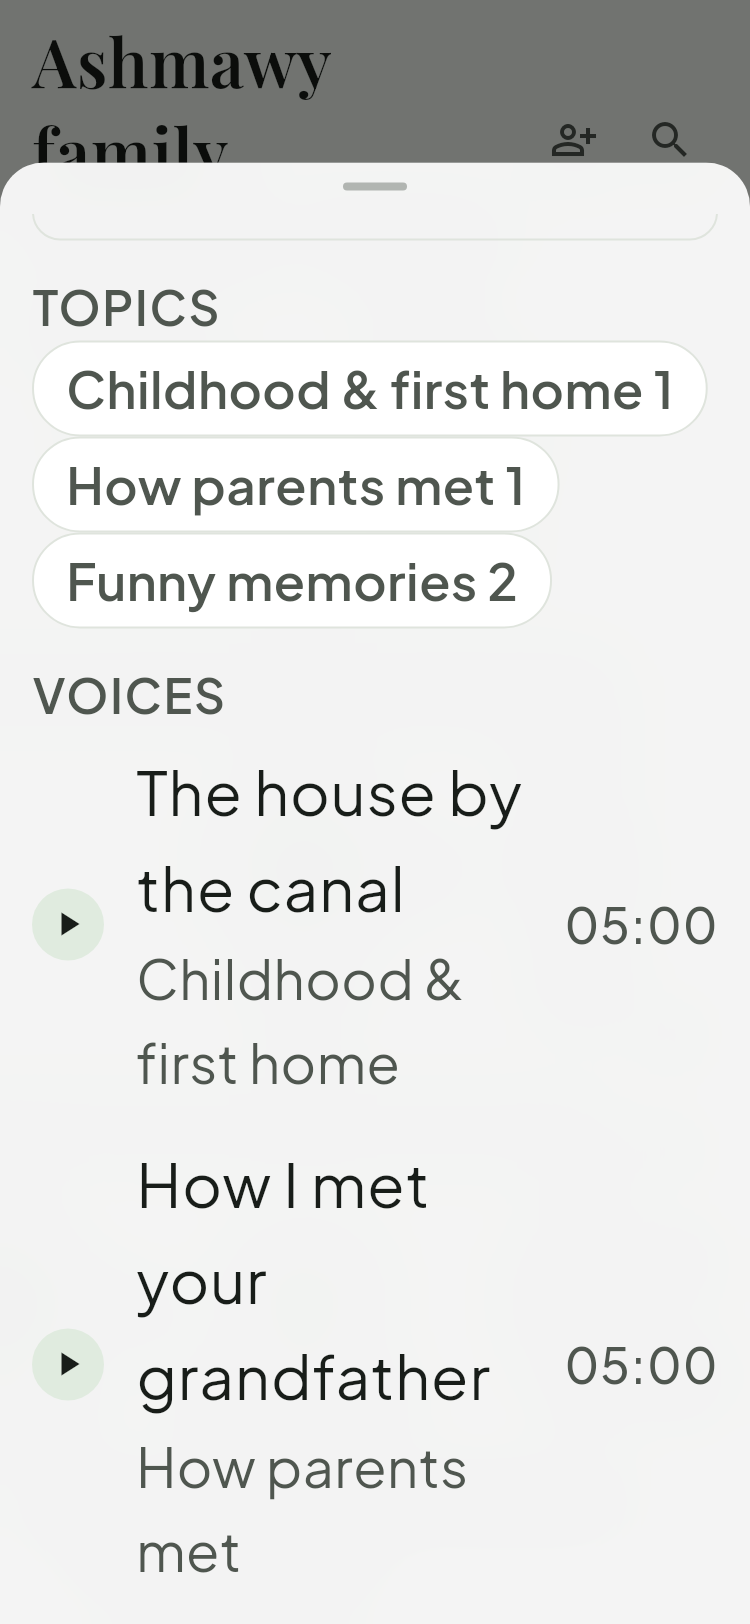 Ashmawy
family
TOPICS
Childhood & first home 1
How parents met 1
Funny memories 2
VOICES
The house by
the canal
05:00
Childhood &
first home
How I met
your
grandfather
05:00
How parents
met